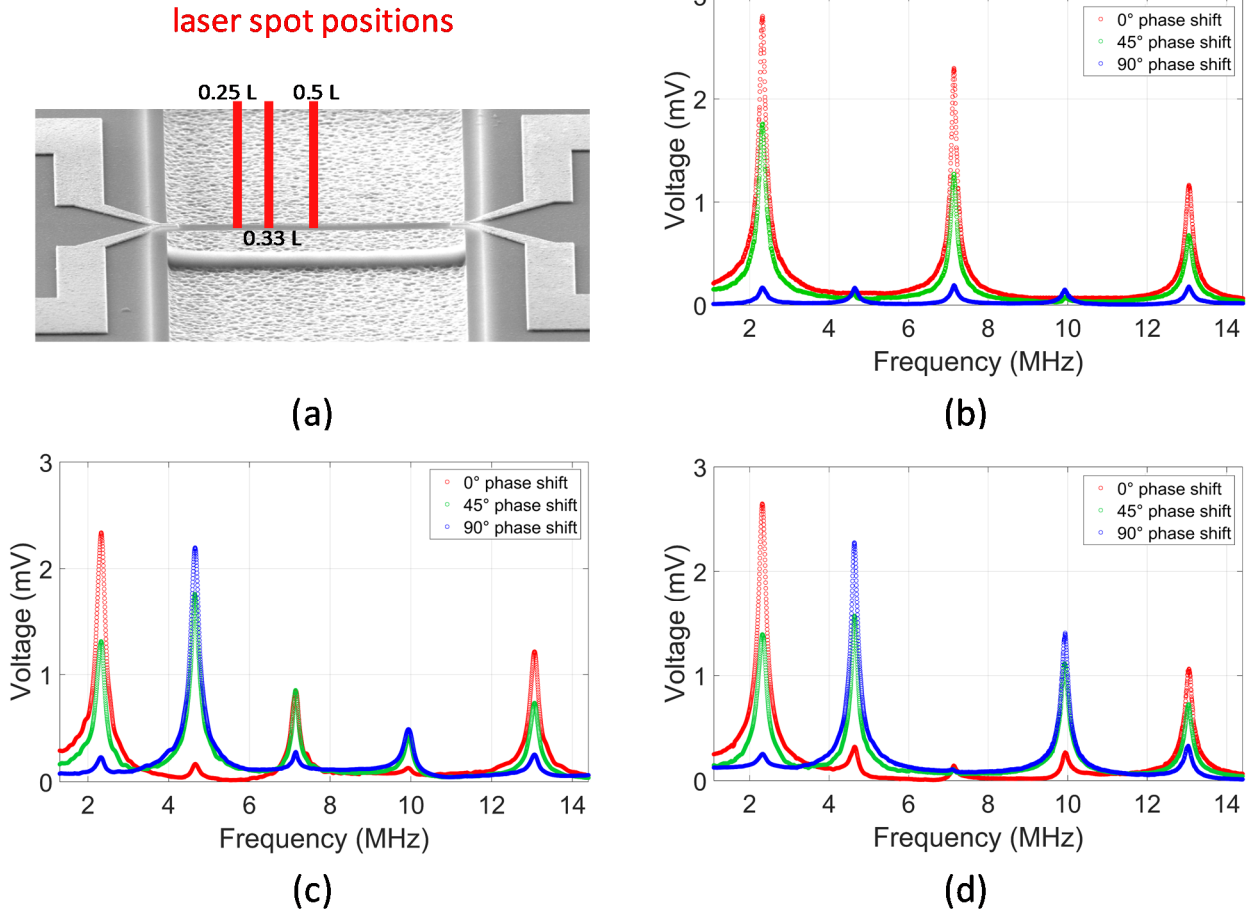 laser spot positions
0.25 L
0.5 L
0.33 L
(a)
3
2
1
0
Voltage (mV)
0° phase shift
45° phase shift
90° phase shift
2 4 6 8 10 12 14
Frequency (MHz)
(b)
3
2
1
0
Voltage (mV)
0° phase shift
45° phase shift
90° phase shift
2 4 6 8 10 12 14
Frequency (MHz)
(c)
3
2
1
0
Voltage (mV)
0° phase shift
45° phase shift
90° phase shift
2 4 6 8 10 12 14
Frequency (MHz)
(d)